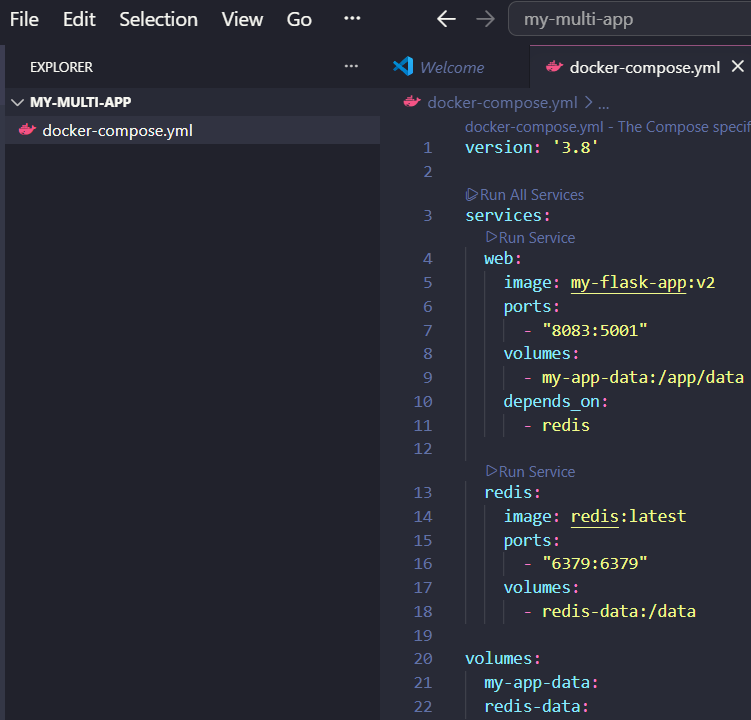 File Edit Selection View Go ··· my-multi-app
EXPLORER ···
Welcome docker-compose.yml
MY-MULTI-APP
docker-compose.yml
docker-compose.yml > ...
docker-compose.yml - The Compose specif
1 version: '3.8'
2
Run All Services
3 services:
Run Service
4 web:
5 image: my-flask-app:v2
6 ports:
7 - "8083:5001"
8 volumes:
9 - my-app-data:/app/data
10 depends_on:
11 - redis
12
Run Service
13 redis:
14 image: redis:latest
15 ports:
16 - "6379:6379"
17 volumes:
18 - redis-data:/data
19
20 volumes:
21 my-app-data:
22 redis-data: